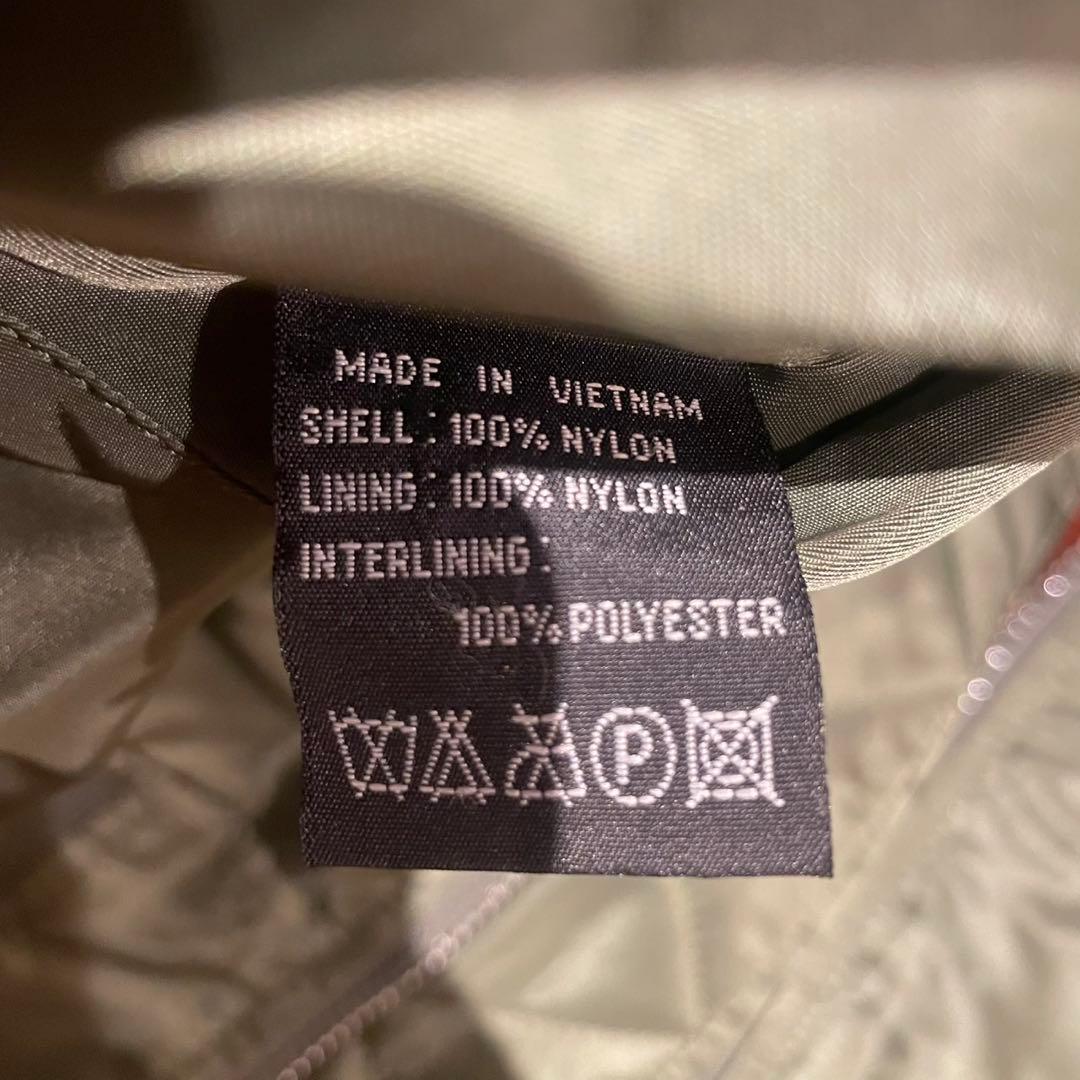 MADE IN VIETNAM
SHELL: 100% NYLON
LINING: 100% NYLON
INTERLINING:
100% POLYESTER
P